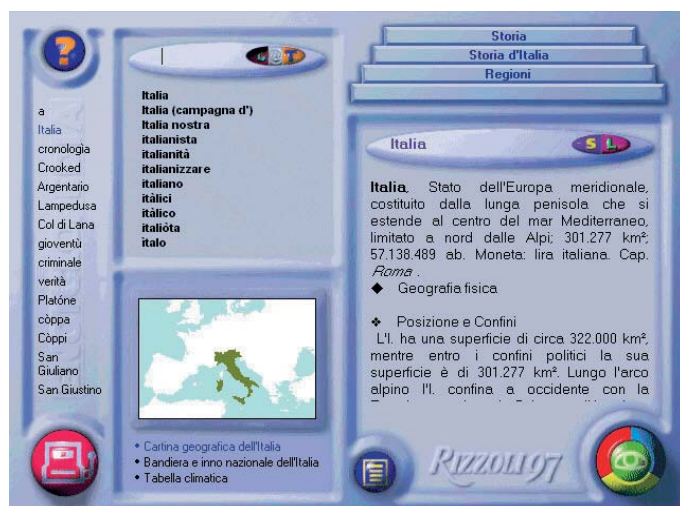 ?
a
Italia
cronologia
Crooked
Argentario
Lampedusa
Col di Lana
gioventù
criminale
verità
Platóne
còppa
Còppi
San
Giuliano
San Giustino
Italia
Italia (campagna d')
Italia nostra
italianista
italianità
italianizzare
italiano
itàlici
itàlico
italiòta
italo
• Cartina geografica dell'Italia
• Bandiera e inno nazionale dell'Italia
• Tabella climatica
Storia
Storia d'Italia
Regioni
Italia
S L
Italia, Stato dell'Europa meridionale,
costituito dalla lunga penisola che si
estende al centro del mar Mediterraneo,
limitato a nord dalle Alpi; 301.277 km²;
57.138.489 ab. Moneta: lira italiana. Cap.
Roma .
◆ Geografia fisica
❖ Posizione e Confini
L'I. ha una superficie di circa 322.000 km²,
mentre entro i confini politici la sua
superficie è di 301.277 km². Lungo l'arco
alpino l'I. confina a occidente con la
RIZZOLI 97